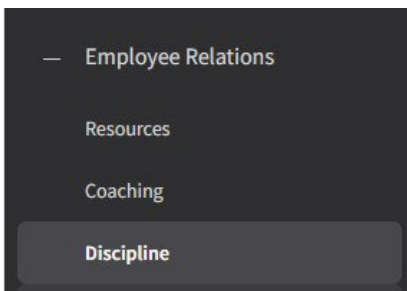 — Employee Relations
Resources
Coaching
Discipline